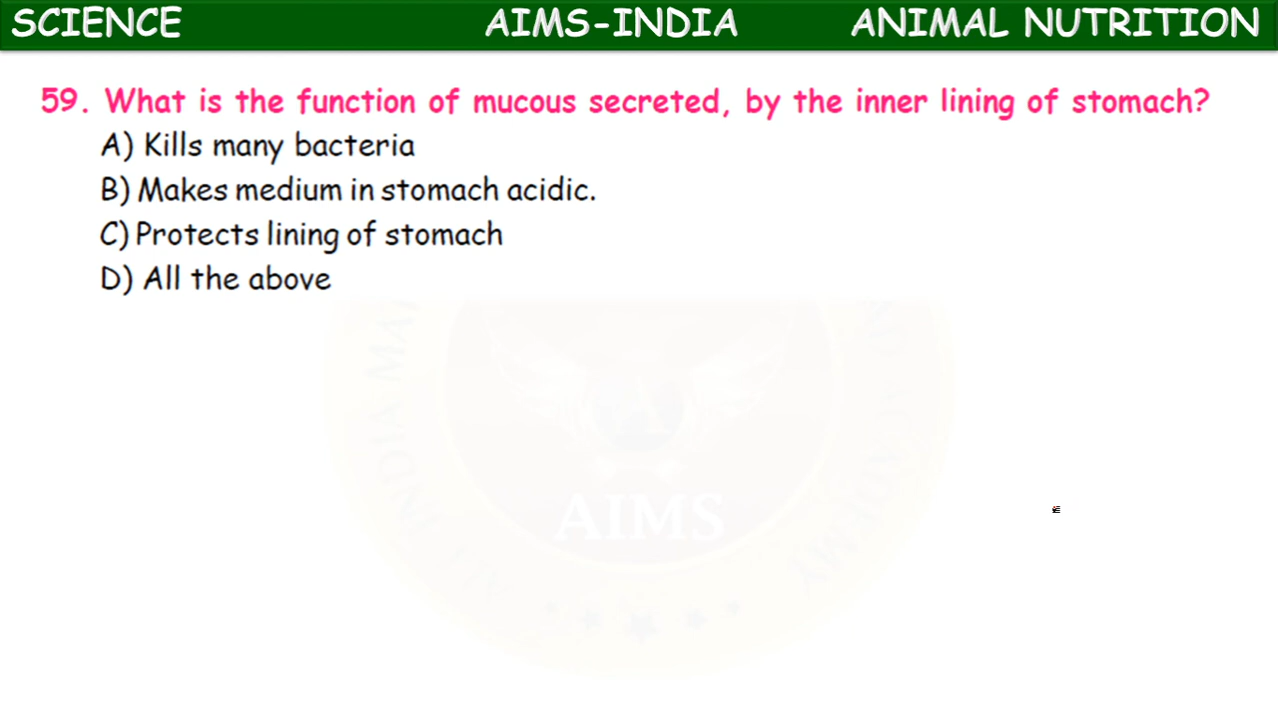 SCIENCE AIMS-INDIA ANIMAL NUTRITION
59. What is the function of mucous secreted, by the inner lining of stomach?
A) Kills many bacteria
B) Makes medium in stomach acidic.
C) Protects lining of stomach
D) All the above
AIMS